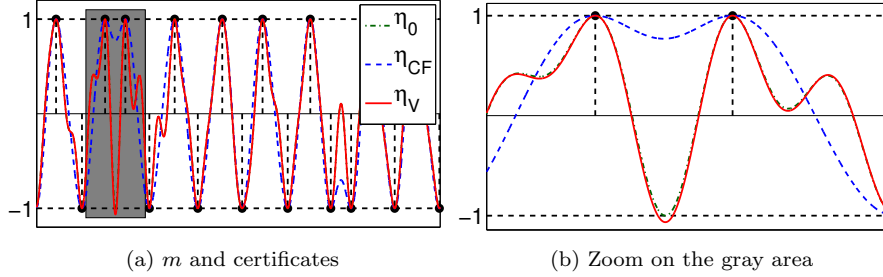 1
−1
η0
ηCF
ηV
(a) m and certificates
1
−1
(b) Zoom on the gray area